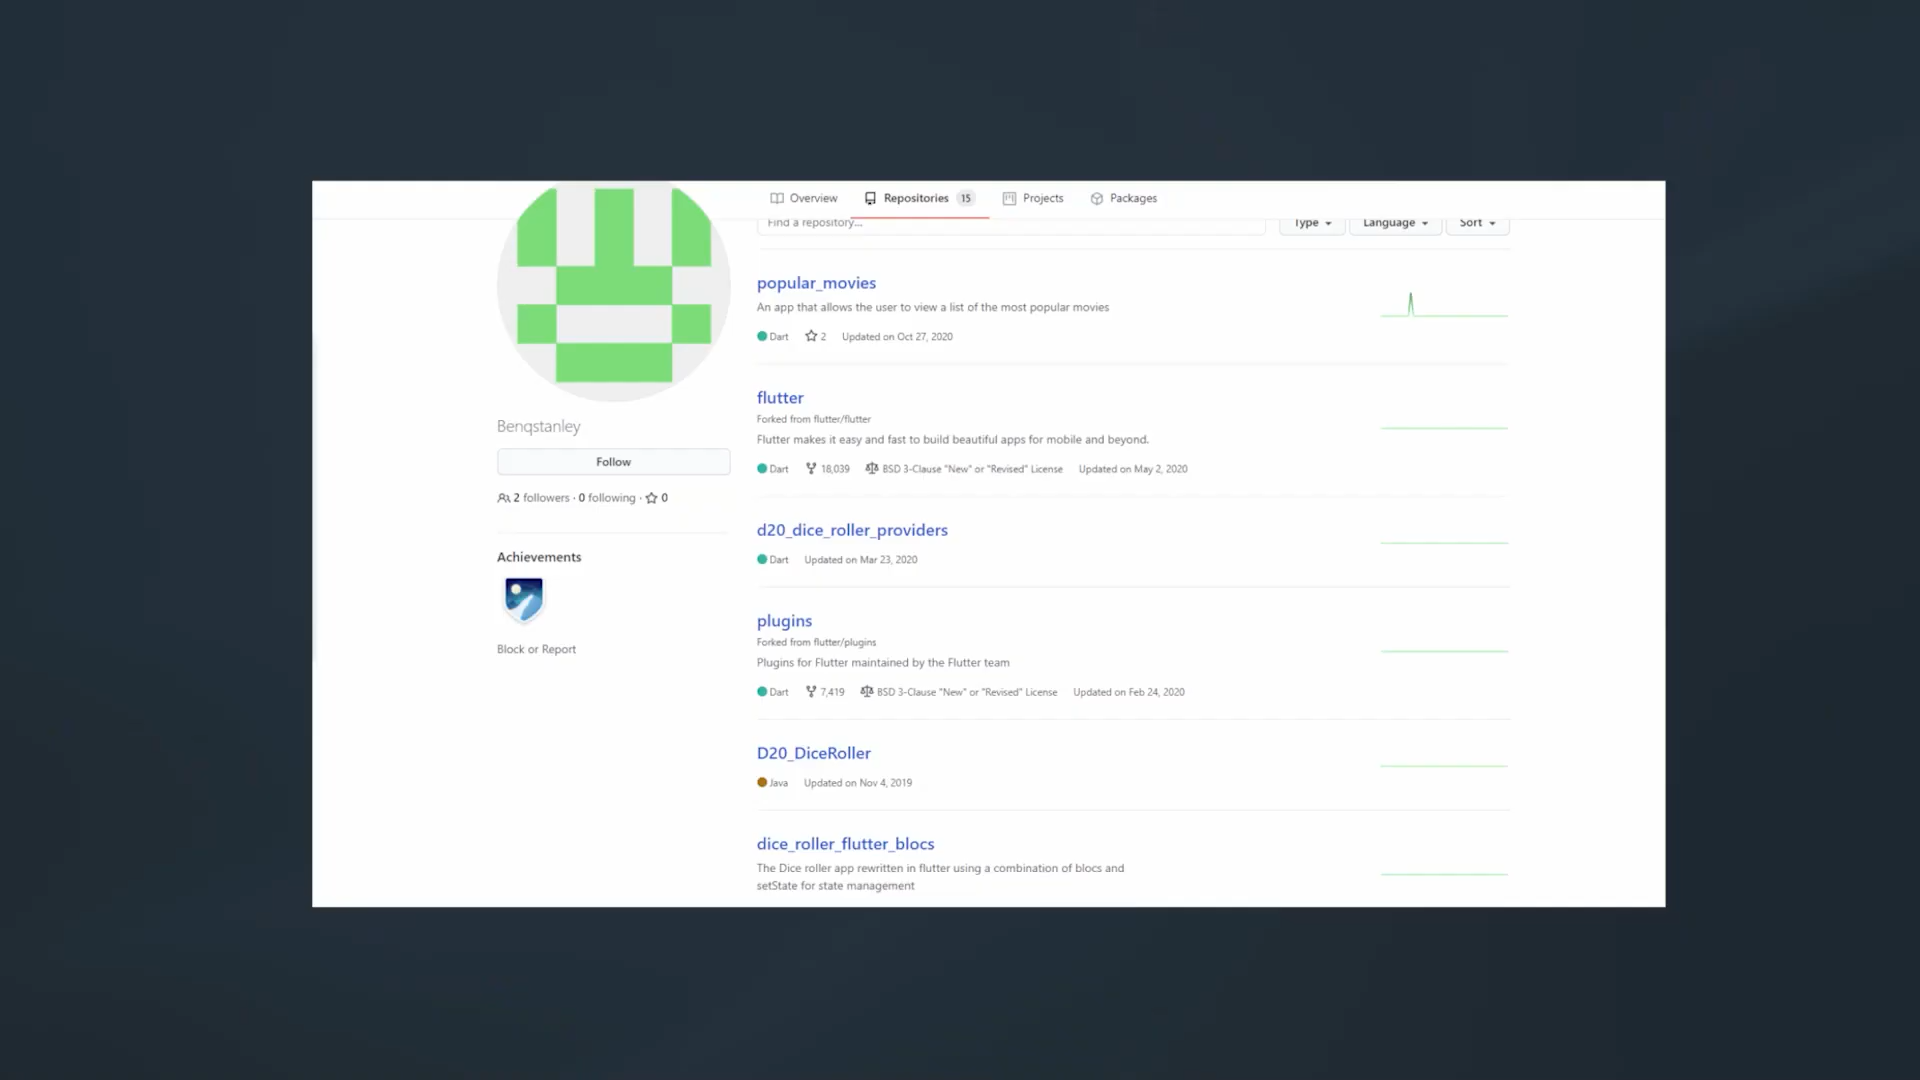 Overview
Repositories 15
Projects
Packages
Find a repository...
Type
Language
Sort
Benqstanley
Follow
2 followers · 0 following · 0
Achievements
Block or Report
popular_movies
An app that allows the user to view a list of the most popular movies
Dart 2 Updated on Oct 27, 2020
flutter
Forked from flutter/flutter
Flutter makes it easy and fast to build beautiful apps for mobile and beyond.
Dart 18,039 BSD 3-Clause "New" or "Revised" License Updated on May 2, 2020
d20_dice_roller_providers
Dart Updated on Mar 23, 2020
plugins
Forked from flutter/plugins
Plugins for Flutter maintained by the Flutter team
Dart 7,419 BSD 3-Clause "New" or "Revised" License Updated on Feb 24, 2020
D20_DiceRoller
Java Updated on Nov 4, 2019
dice_roller_flutter_blocs
The Dice roller app rewritten in flutter using a combination of blocs and
setState for state management